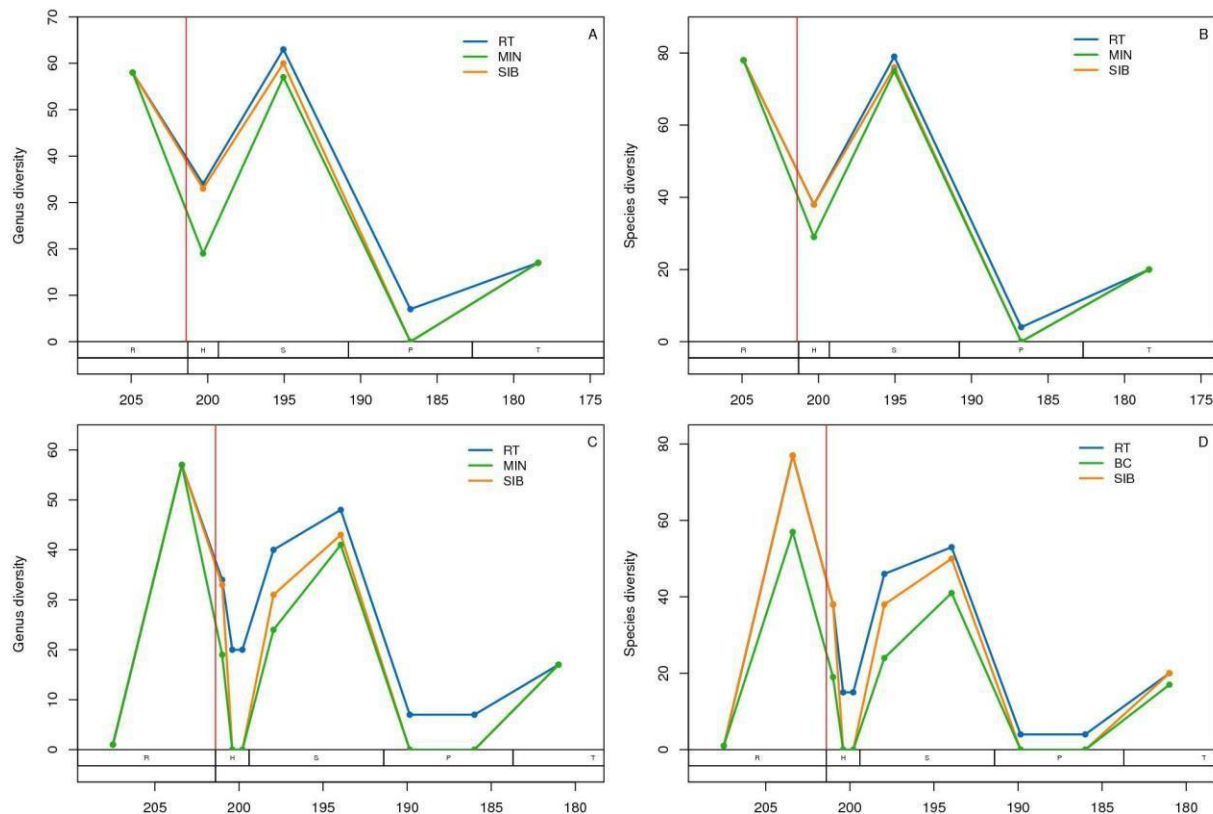 A
RT
MIN
SIB
Genus diversity
0 10 20 30 40 50 60 70
R H S P T
205 200 195 190 185 180 175
B
RT
MIN
SIB
Species diversity
0 20 40 60 80
R H S P T
205 200 195 190 185 180 175
C
RT
MIN
SIB
Genus diversity
0 10 20 30 40 50 60
R H S P T
205 200 195 190 185 180
D
RT
BC
SIB
Species diversity
0 20 40 60 80
R H S P T
205 200 195 190 185 180